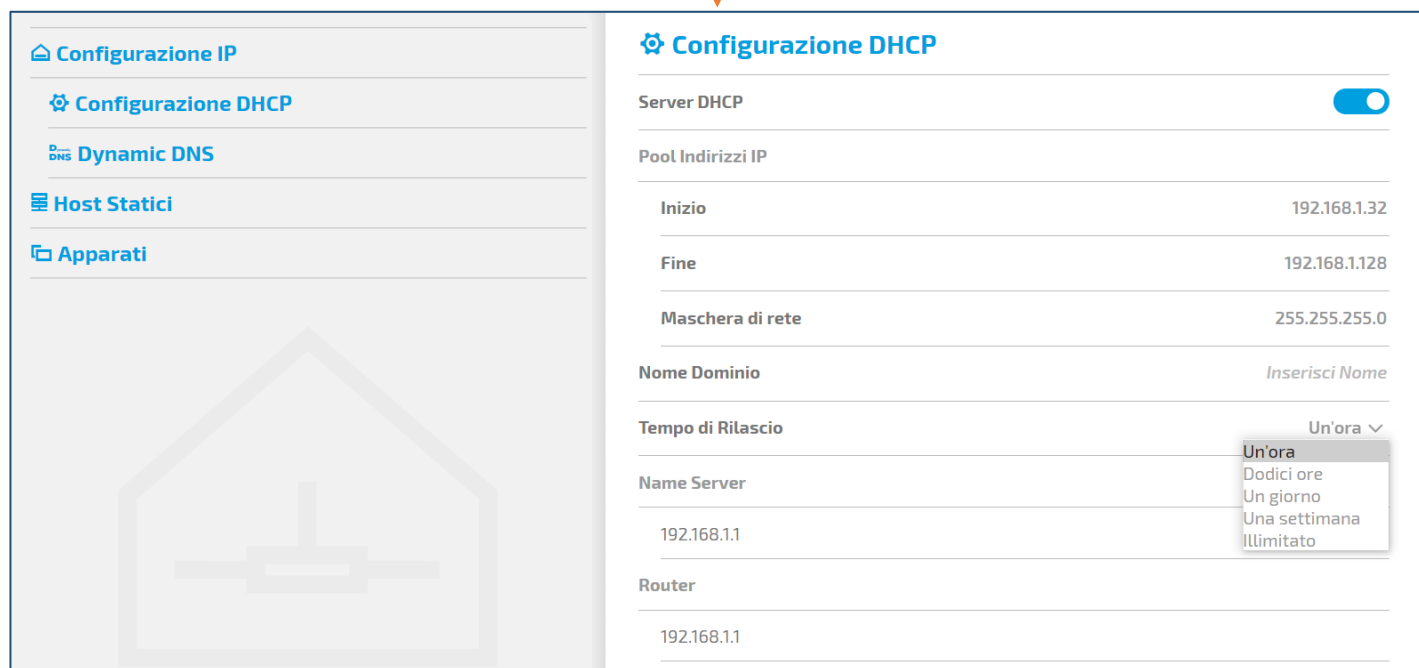 Configurazione IP
Configurazione DHCP
Dynamic DNS
Host Statici
Apparati
Configurazione DHCP
Server DHCP
Pool Indirizzi IP
Inizio 192.168.1.32
Fine 192.168.1.128
Maschera di rete 255.255.255.0
Nome Dominio Inserisci Nome
Tempo di Rilascio Un'ora
Un'ora
Dodici ore
Un giorno
Una settimana
Illimitato
Name Server
192.168.1.1
Router
192.168.1.1